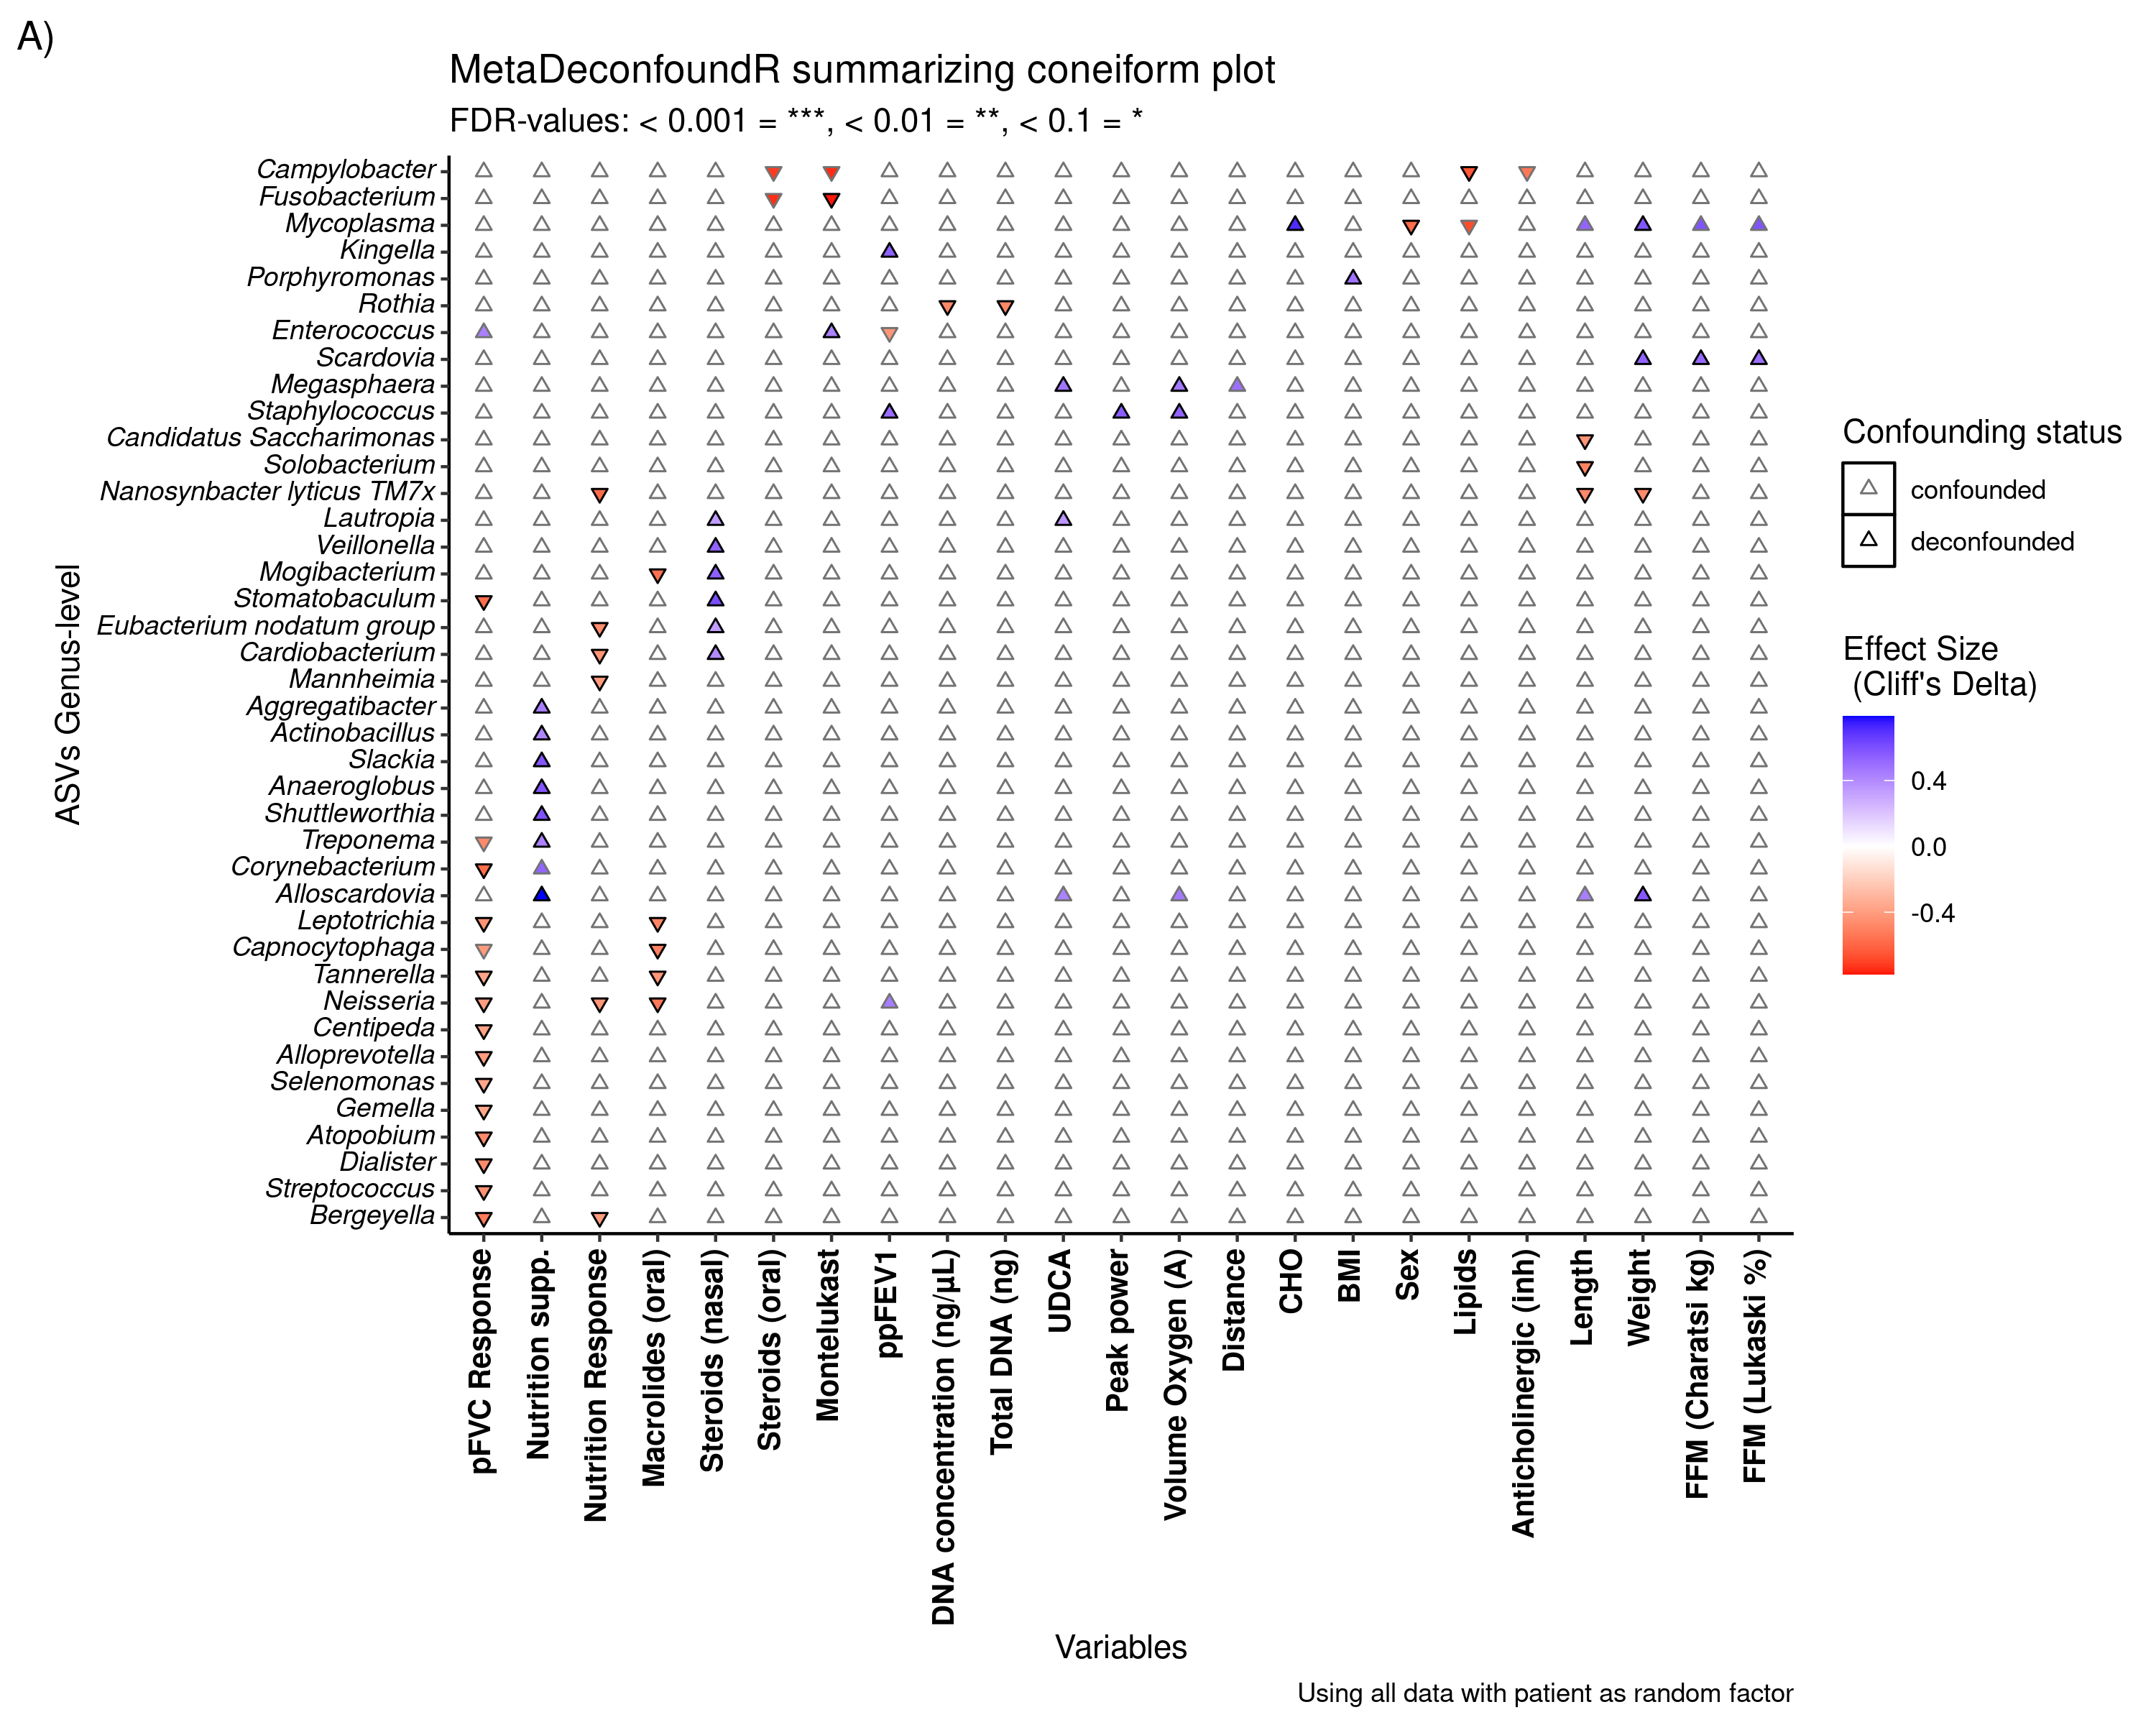 A)
MetaDeconfoundR summarizing coneiform plot
FDR-values: < 0.001 = ***, < 0.01 = **, < 0.1 = *
ASVs Genus-level
Campylobacter
Fusobacterium
Mycoplasma
Kingella
Porphyromonas
Rothia
Enterococcus
Scardovia
Megasphaera
Staphylococcus
Candidatus Saccharimonas
Solobacterium
Nanosynbacter lyticus TM7x
Lautropia
Veillonella
Mogibacterium
Stomatobaculum
Eubacterium nodatum group
Cardiobacterium
Mannheimia
Aggregatibacter
Actinobacillus
Slackia
Anaeroglobus
Shuttleworthia
Treponema
Corynebacterium
Alloscardovia
Leptotrichia
Capnocytophaga
Tannerella
Neisseria
Centipeda
Alloprevotella
Selenomonas
Gemella
Atopobium
Dialister
Streptococcus
Bergeyella
pFVC Response
Nutrition supp.
Nutrition Response
Macrolides (oral)
Steroids (nasal)
Steroids (oral)
Montelukast
ppFEV1
DNA concentration (ng/µL)
Total DNA (ng)
UDCA
Peak power
Volume Oxygen (A)
Distance
CHO
BMI
Sex
Lipids
Anticholinergic (inh)
Length
Weight
FFM (Charatsi kg)
FFM (Lukaski %)
Variables
Using all data with patient as random factor
Confounding status
confounded
deconfounded
Effect Size
(Cliff's Delta)
0.4
0.0
-0.4